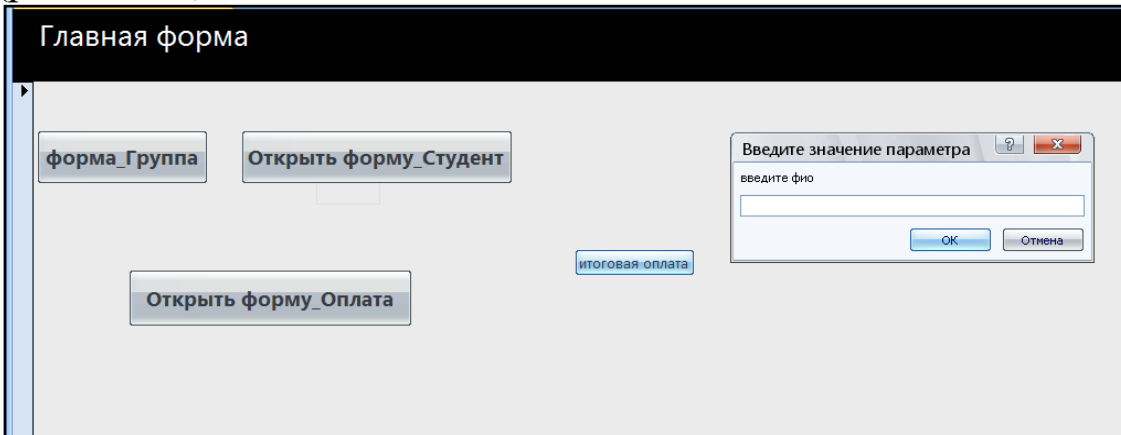 Главная форма
форма_Группа
Открыть форму_Студент
Введите значение параметра
?
введите фио
ОК
Отмена
итоговая оплата
Открыть форму_Оплата